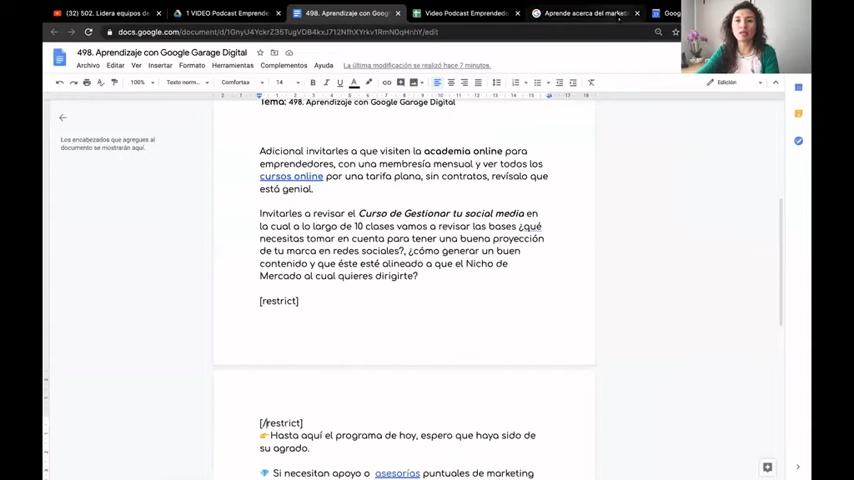 (32) 502. Lidera equipos de
1 VIDEO Podcast Emprende
498. Aprendizaje con Goog
Video Podcast Emprended
Aprende acerca del market
Goog
docs.google.com
498. Aprendizaje con Google Garage Digital
Archivo Editar Ver Insertar Formato Herramientas Complementos Ayuda La última modificación se realizó hace 7 minutos.
100% Texto norm... Comfortaa 14 Edición
Los encabezados que agregues al
documento se mostrarán aquí.
Tema: 498. Aprendizaje con Google Garage Digital
Adicional invitarles a que visiten la academia online para
emprendedores, con una membresía mensual y ver todos los
cursos online por una tarifa plana, sin contratos, revísalo que
está genial.
Invitarles a revisar el Curso de Gestionar tu social media en
la cual a lo largo de 10 clases vamos a revisar las bases ¿qué
necesitas tomar en cuenta para tener una buena proyección
de tu marca en redes sociales?, ¿cómo generar un buen
contenido y que éste esté alineado a que el Nicho de
Mercado al cual quieres dirigirte?
[restrict]
[/restrict]
👉Hasta aquí el programa de hoy, espero que haya sido de
su agrado.
💎 Si necesitan apoyo o asesorías puntuales de marketing